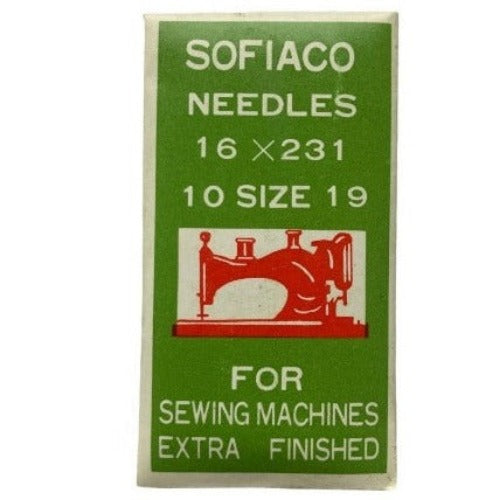 SOFIACO
NEEDLES
16 × 231
10 SIZE 19
FOR
SEWING MACHINES
EXTRA FINISHED